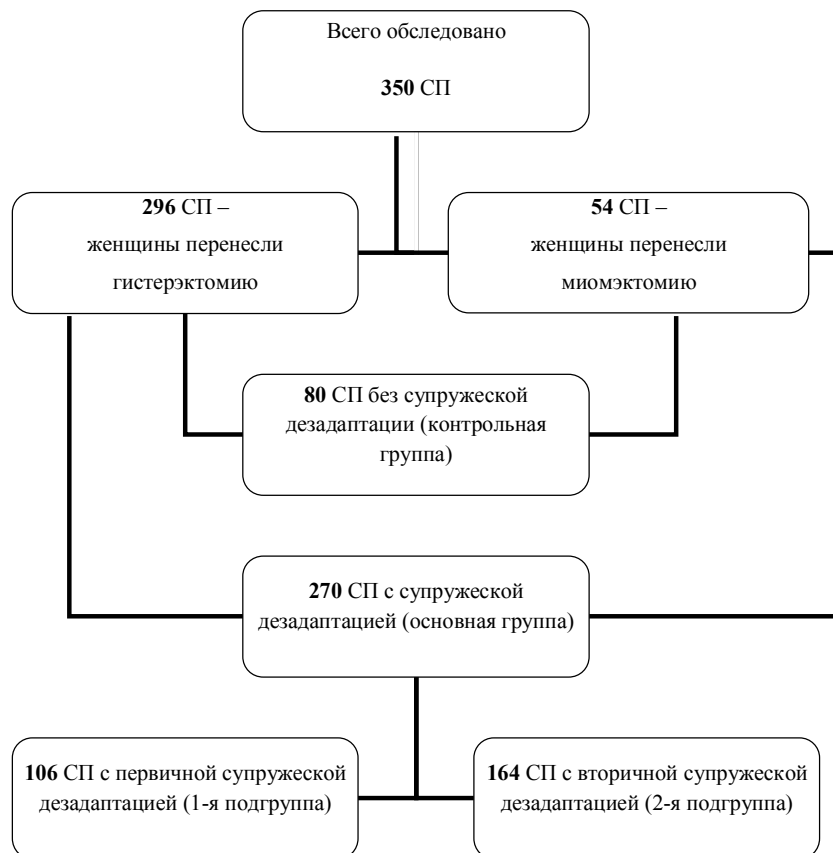 Всего обследовано
350 СП
296 СП –
женщины перенесли
гистерэктомию
54 СП –
женщины перенесли
миомэктомию
80 СП без супружеской
дезадаптации (контрольная
группа)
270 СП с супружеской
дезадаптацией (основная группа)
106 СП с первичной супружеской
дезадаптацией (1-я подгруппа)
164 СП с вторичной супружеской
дезадаптацией (2-я подгруппа)